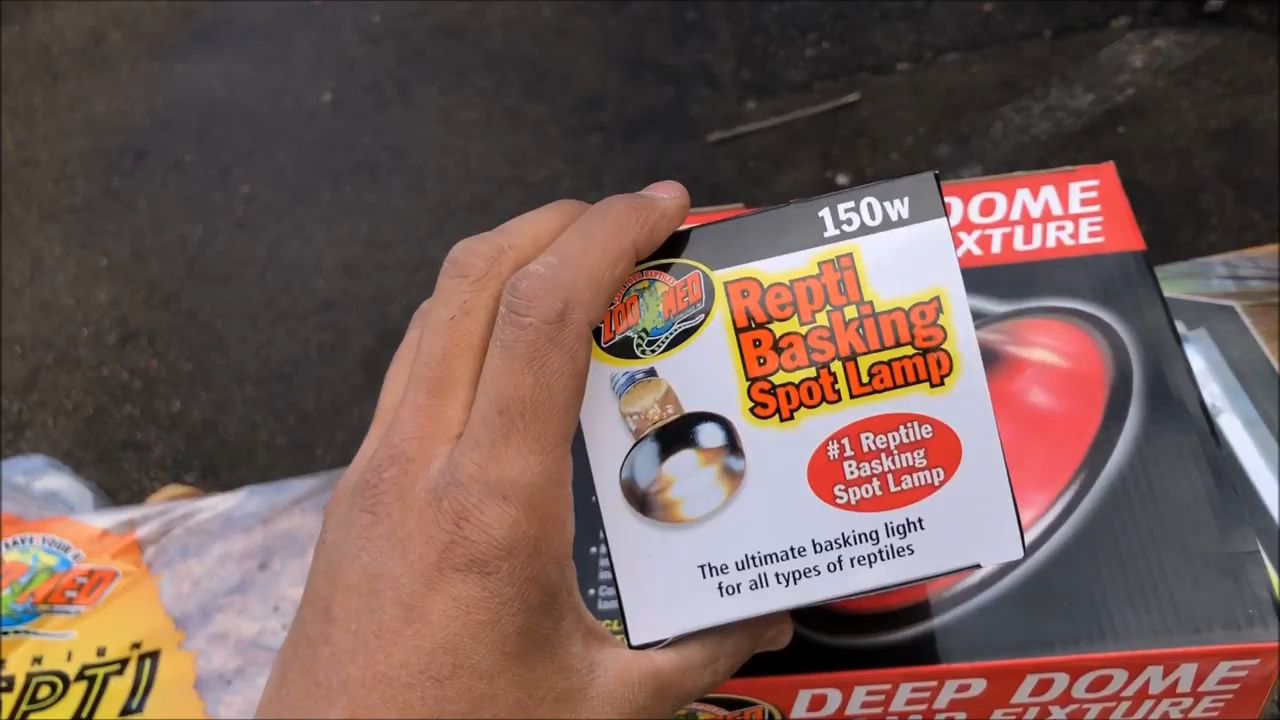 150w
ZOO MED
Repti
Basking
Spot Lamp
#1 Reptile
Basking
Spot Lamp
The ultimate basking light
for all types of reptiles
DOME
XTURE
DEEP DOME